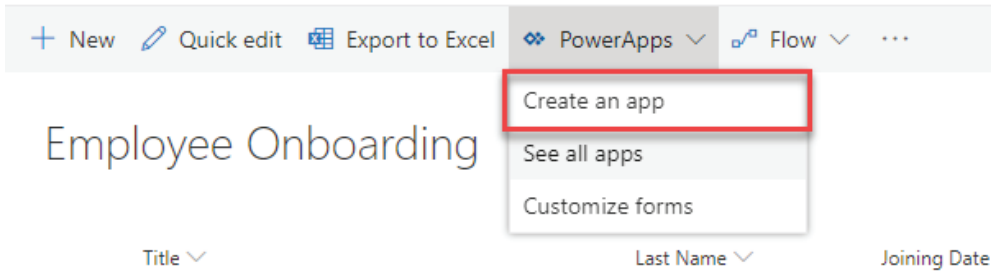 New Quick edit Export to Excel PowerApps Flow ...
Create an app
Employee Onboarding
See all apps
Customize forms
Title Last Name Joining Date